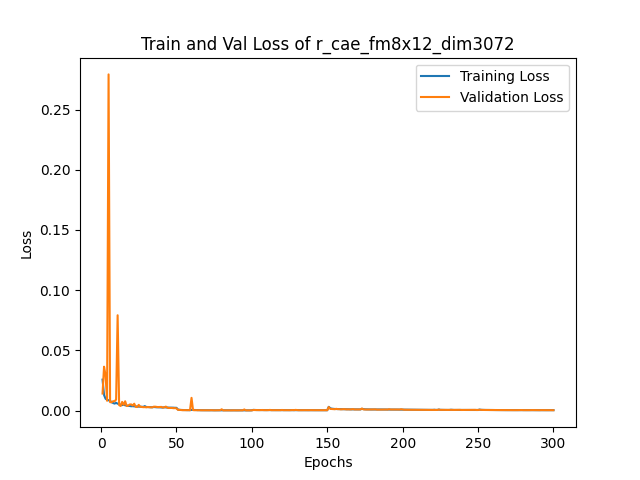 Train and Val Loss of r_cae_fm8x12_dim3072
Training Loss
Validation Loss
0.25
0.20
0.15
0.10
0.05
0.00
Loss
0 50 100 150 200 250 300
Epochs